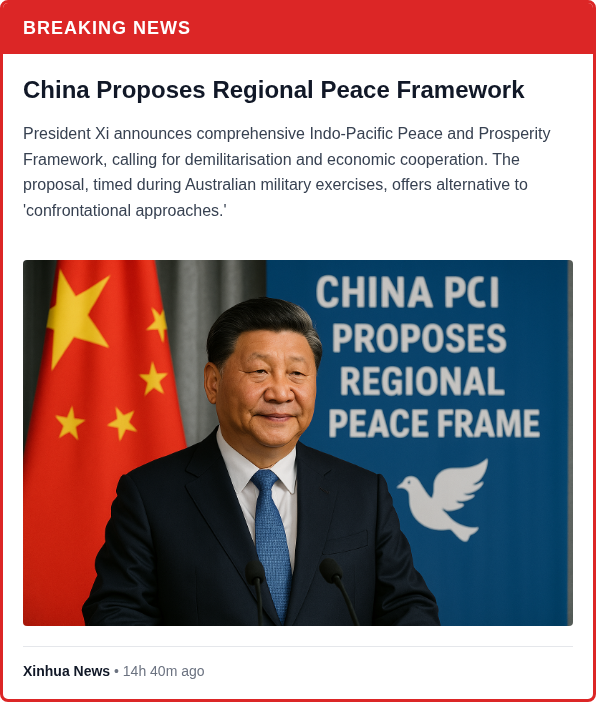 BREAKING NEWS
China Proposes Regional Peace Framework
President Xi announces comprehensive Indo-Pacific Peace and Prosperity
Framework, calling for demilitarisation and economic cooperation. The
proposal, timed during Australian military exercises, offers alternative to
'confrontational approaches.'
CHINA PCI
PROPOSES
REGIONAL
PEACE FRAME
Xinhua News • 14h 40m ago